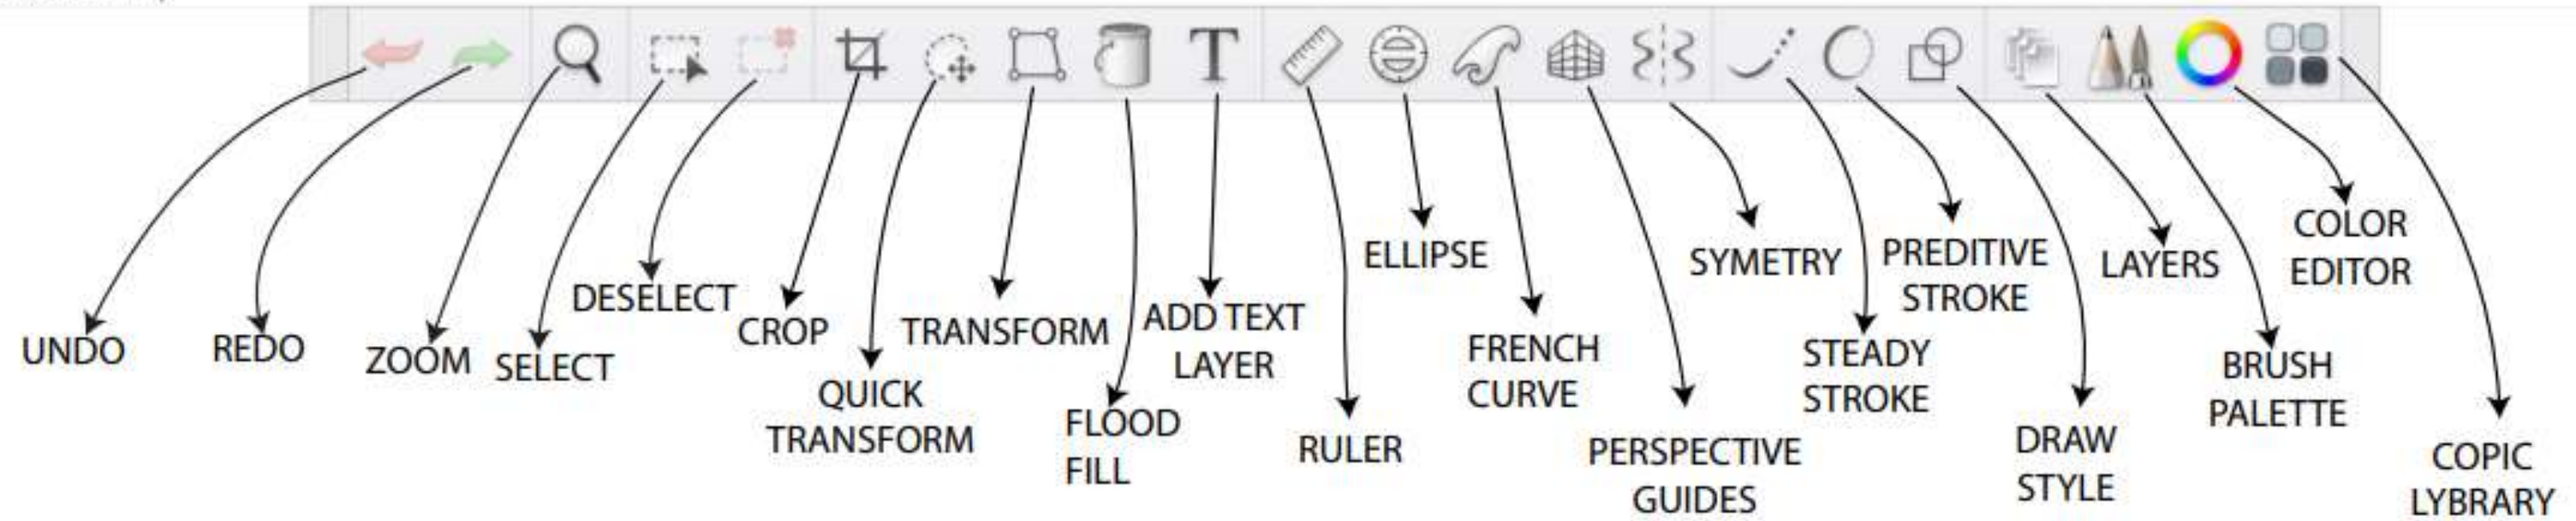 UNDO
REDO
ZOOM
SELECT
DESELECT
CROP
QUICK
TRANSFORM
TRANSFORM
FLOOD
FILL
ADD TEXT
LAYER
RULER
ELLIPSE
FRENCH
CURVE
PERSPECTIVE
GUIDES
SYMETRY
STEADY
STROKE
PREDITIVE
STROKE
DRAW
STYLE
LAYERS
BRUSH
PALETTE
COLOR
EDITOR
COPIC
LYBRARY